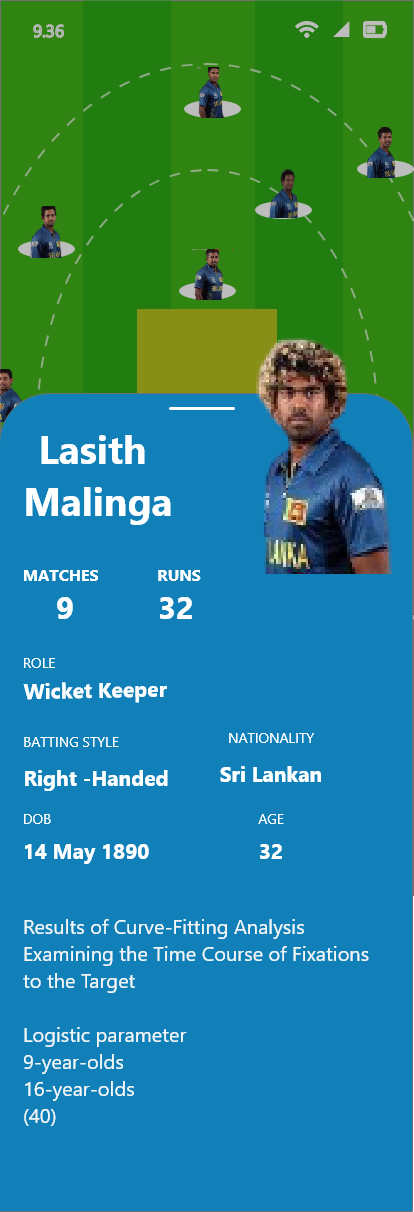 9.36
Lasith
Malinga
MATCHES RUNS
9 32
ROLE
Wicket Keeper
BATTING STYLE NATIONALITY
Right -Handed Sri Lankan
DOB AGE
14 May 1890 32
Results of Curve-Fitting Analysis
Examining the Time Course of Fixations
to the Target
Logistic parameter
9-year-olds
16-year-olds
(40)